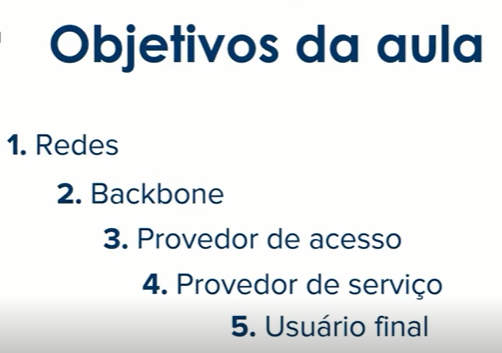 Objetivos da aula
1. Redes
2. Backbone
3. Provedor de acesso
4. Provedor de serviço
5. Usuário final